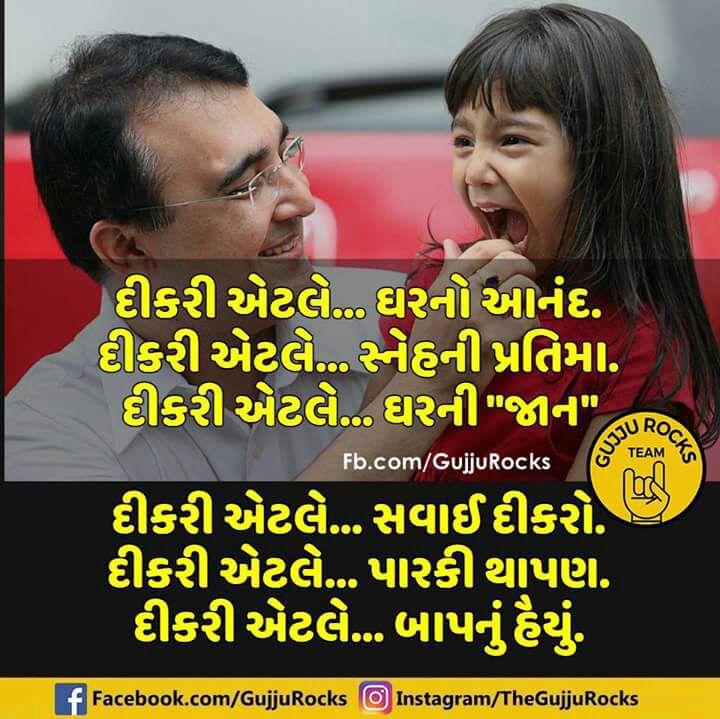 દીકરી એટલે... ઘરનો આનંદ.
દીકરી એટલે... સ્નેહની પ્રતિમા.
દીકરી એટલે... ઘરની "જાન"
Fb.com/GujjuRocks
GUJJU ROCKS
TEAM
દીકરી એટલે... સવાઈ દીકરો.
દીકરી એટલે... પારકી થાપણ.
દીકરી એટલે... બાપનું હૈયું.
f Facebook.com/GujjuRocks Instagram/TheGujjuRocks